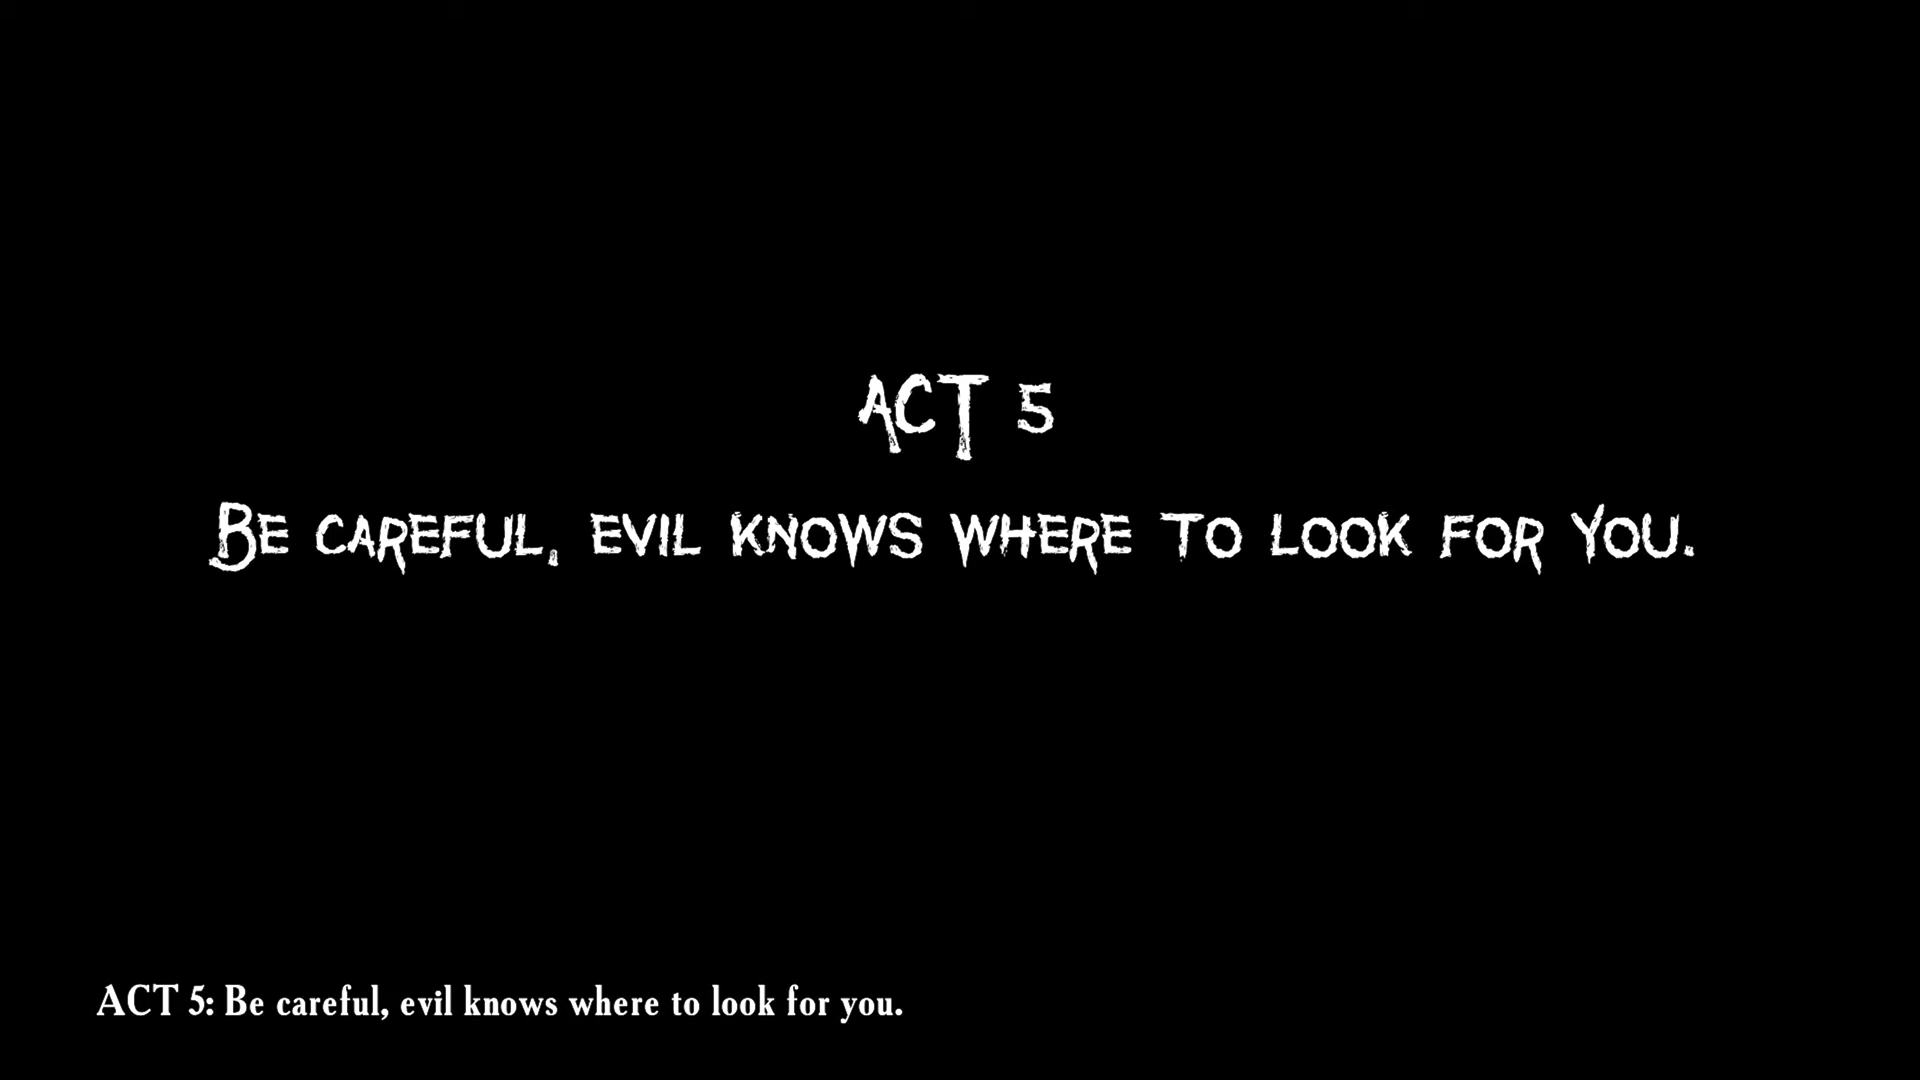 ACT 5
Be careful, evil knows where to look for you.
ACT 5: Be careful, evil knows where to look for you.